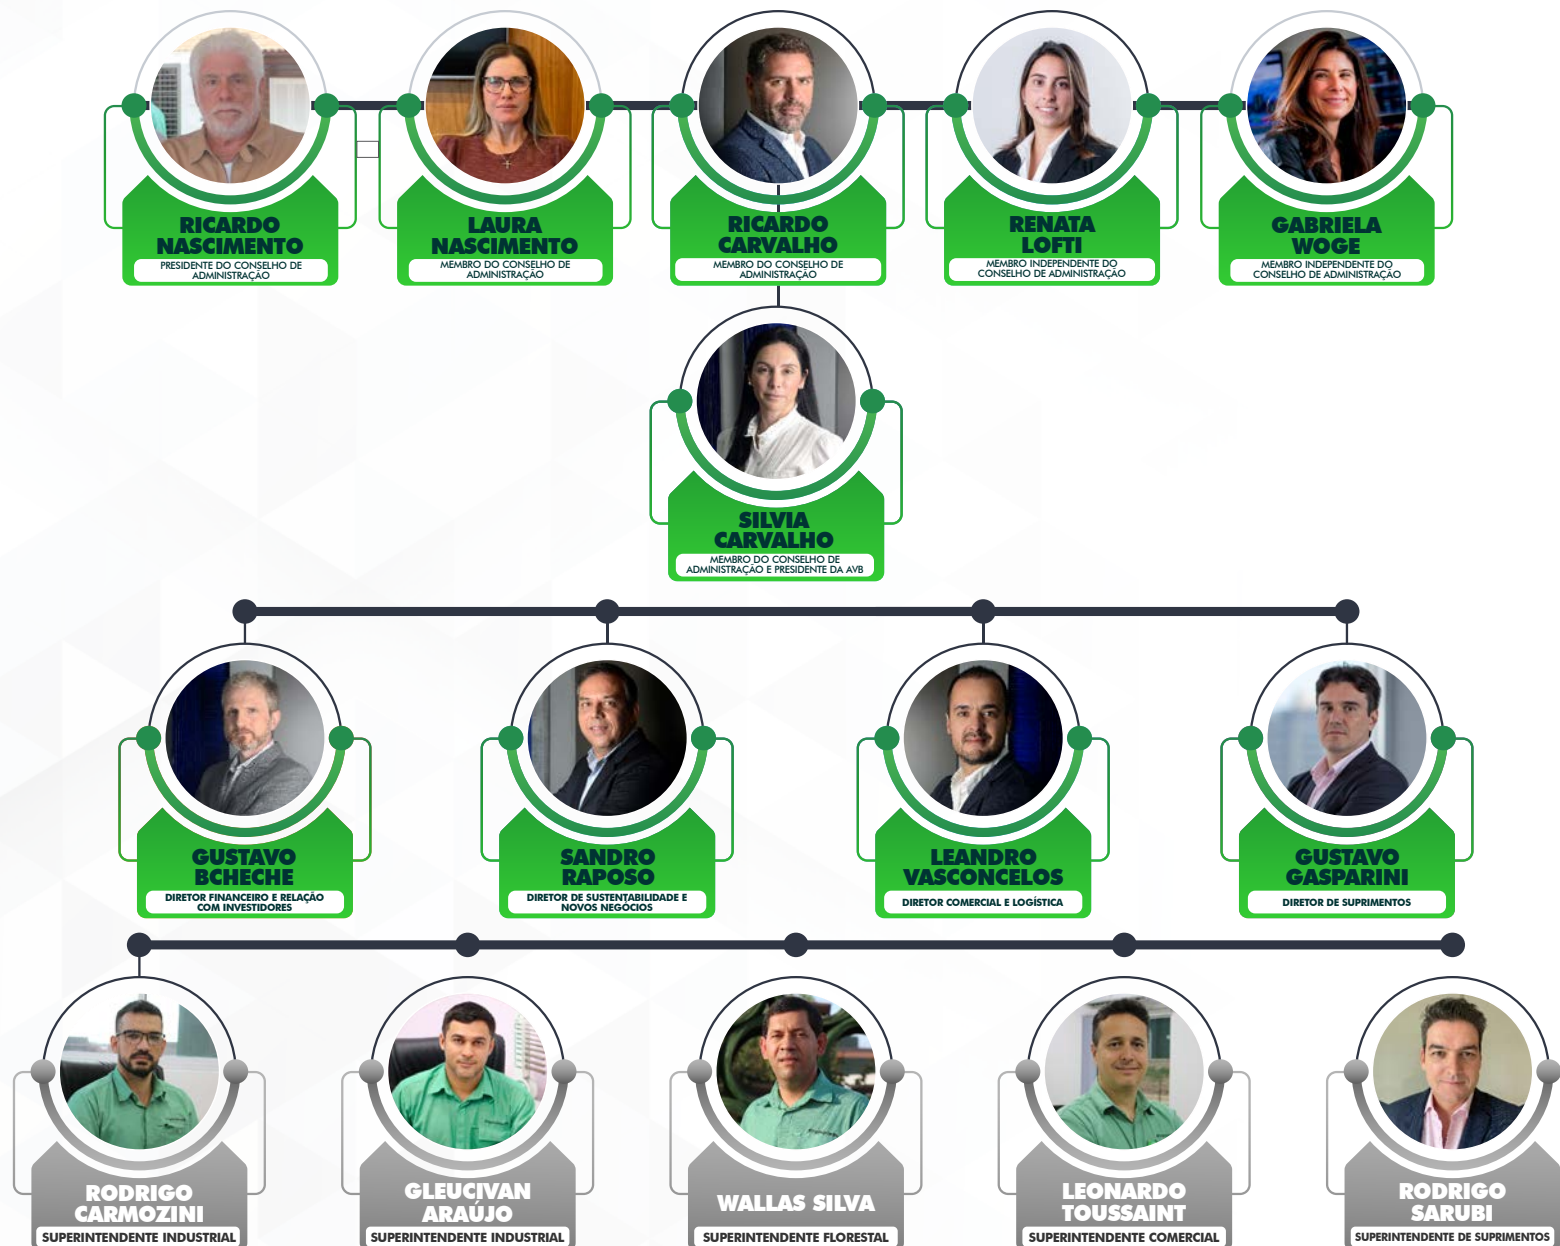 RICARDO
NASCIMENTO
PRESIDENTE DO CONSELHO DE
ADMINISTRAÇÃO
LAURA
NASCIMENTO
MEMBRO DO CONSELHO DE
ADMINISTRAÇÃO
RICARDO
CARVALHO
MEMBRO DO CONSELHO DE
ADMINISTRAÇÃO
RENATA
LOFTI
MEMBRO INDEPENDENTE DO
CONSELHO DE ADMINISTRAÇÃO
GABRIELA
WOGE
MEMBRO INDEPENDENTE DO
CONSELHO DE ADMINISTRAÇÃO
SILVIA
CARVALHO
MEMBRO DO CONSELHO DE
ADMINISTRAÇÃO E PRESIDENTE DA AVB
GUSTAVO
BCHECHE
DIRETOR FINANCEIRO E RELAÇÃO
COM INVESTIDORES
SANDRO
RAPOSO
DIRETOR DE SUSTENTABILIDADE E
NOVOS NEGÓCIOS
LEANDRO
VASCONCELOS
DIRETOR COMERCIAL E LOGÍSTICA
GUSTAVO
GASPARINI
DIRETOR DE SUPRIMENTOS
RODRIGO
CARMOZINI
SUPERINTENDENTE INDUSTRIAL
GLEUCIVAN
ARAÚJO
SUPERINTENDENTE INDUSTRIAL
WALLAS SILVA
SUPERINTENDENTE FLORESTAL
LEONARDO
TOUSSAINT
SUPERINTENDENTE COMERCIAL
RODRIGO
SARUBI
SUPERINTENDENTE DE SUPRIMENTOS